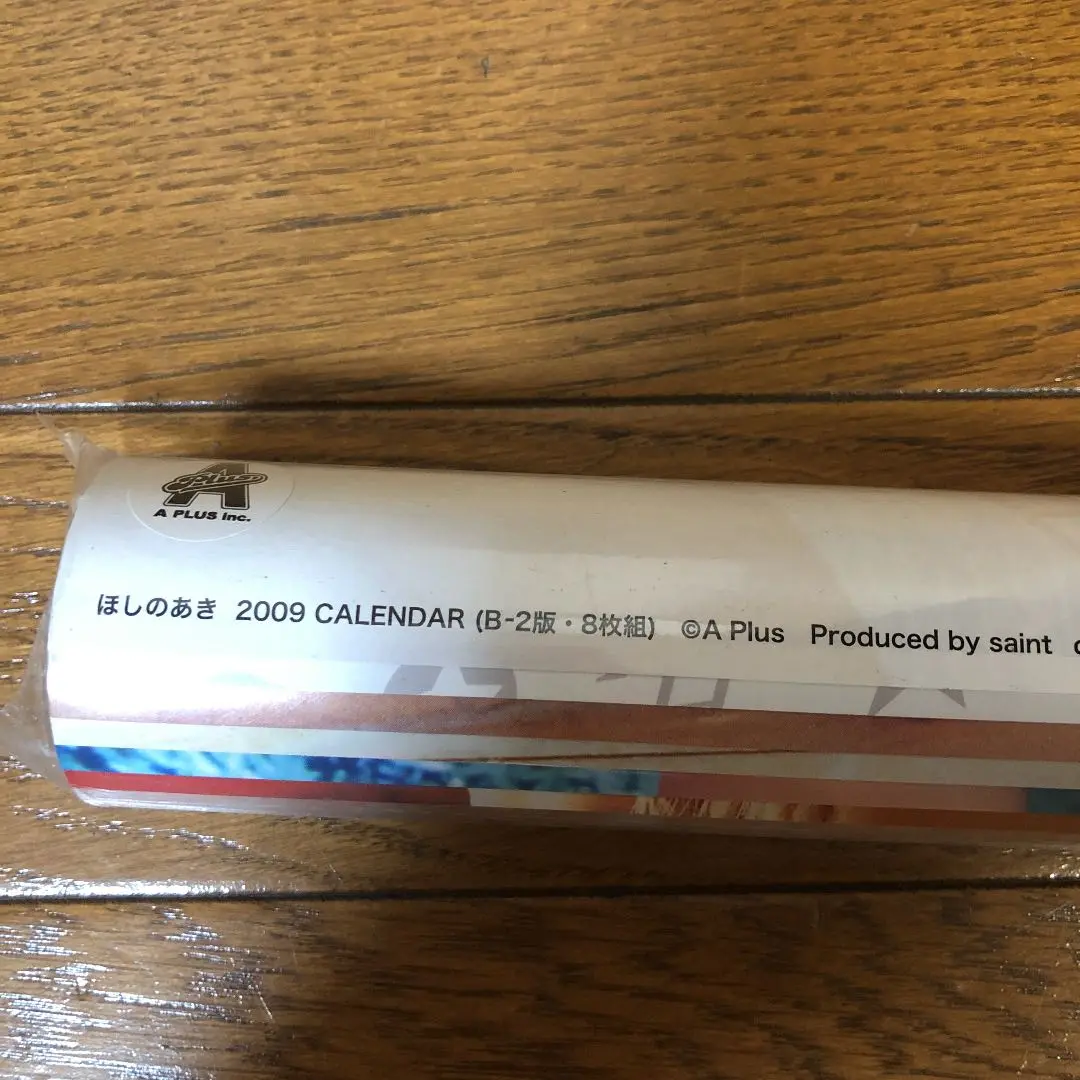 A Plus
A PLUS Inc.
ほしのあき 2009 CALENDAR (B-2版・8枚組) ©A Plus Produced by saint